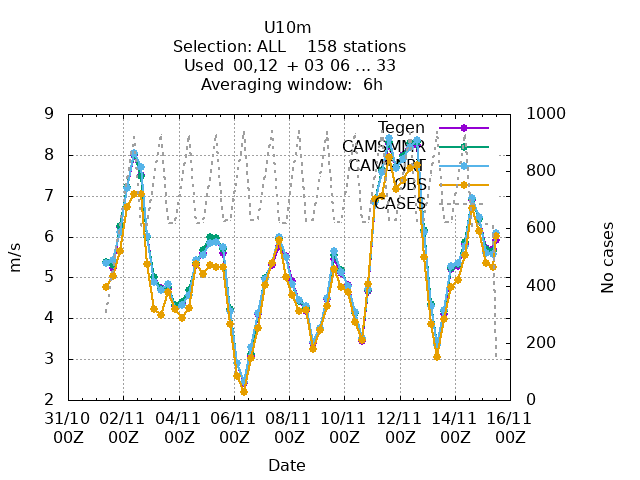 U10m
Selection: ALL 158 stations
Used 00,12 + 03 06 ... 33
Averaging window: 6h
9 1000
Tegen
CAMSMMR
8 800
CAMSINT
OBS
7
CASES
6 600
m/s
No cases
5 400
4
3 200
2 0
31/10 02/11 04/11 06/11 08/11 10/11 12/11 14/11 16/11
00Z 00Z 00Z 00Z 00Z 00Z 00Z 00Z 00Z
Date